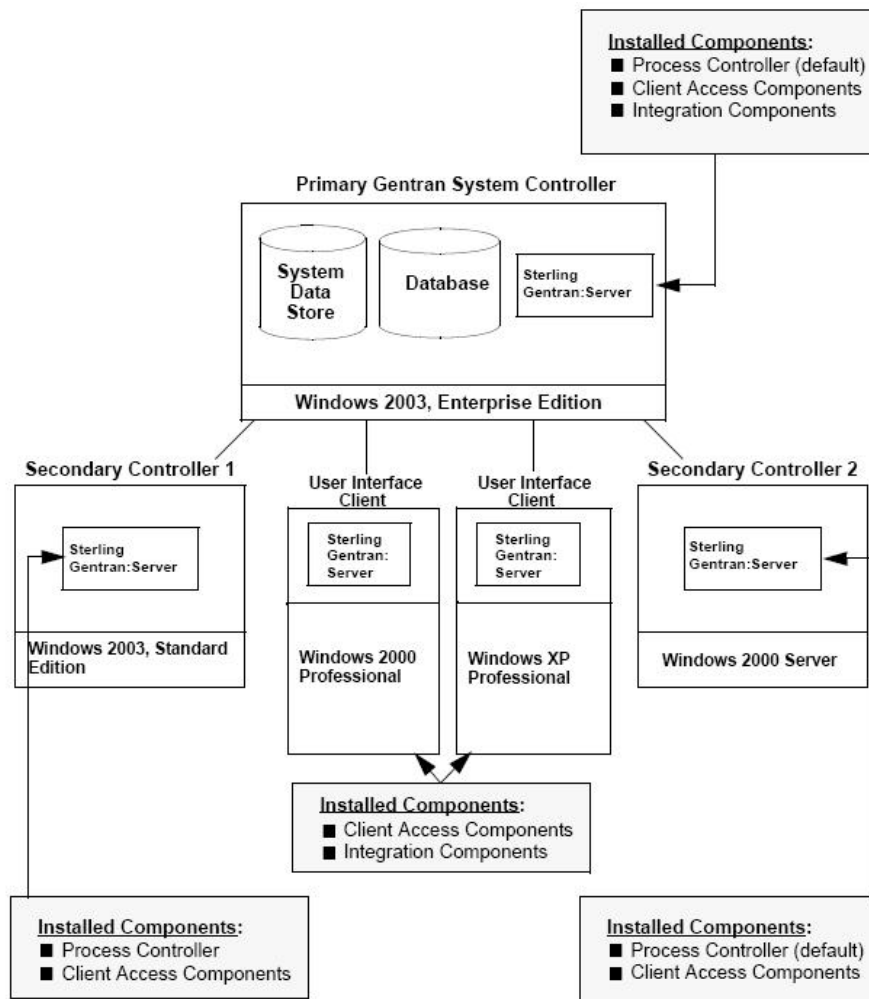 Installed Components:
■ Process Controller (default)
■ Client Access Components
■ Integration Components
Primary Gentran System Controller
System
Data
Store
Database
Sterling
Gentran:Server
Windows 2003, Enterprise Edition
Secondary Controller 1
Sterling
Gentran:Server
Windows 2003, Standard
Edition
User Interface
Client
Sterling
Gentran:
Server
Windows 2000
Professional
User Interface
Client
Sterling
Gentran:
Server
Windows XP
Professional
Secondary Controller 2
Sterling
Gentran:Server
Windows 2000 Server
Installed Components:
■ Client Access Components
■ Integration Components
Installed Components:
■ Process Controller
■ Client Access Components
Installed Components:
■ Process Controller (default)
■ Client Access Components